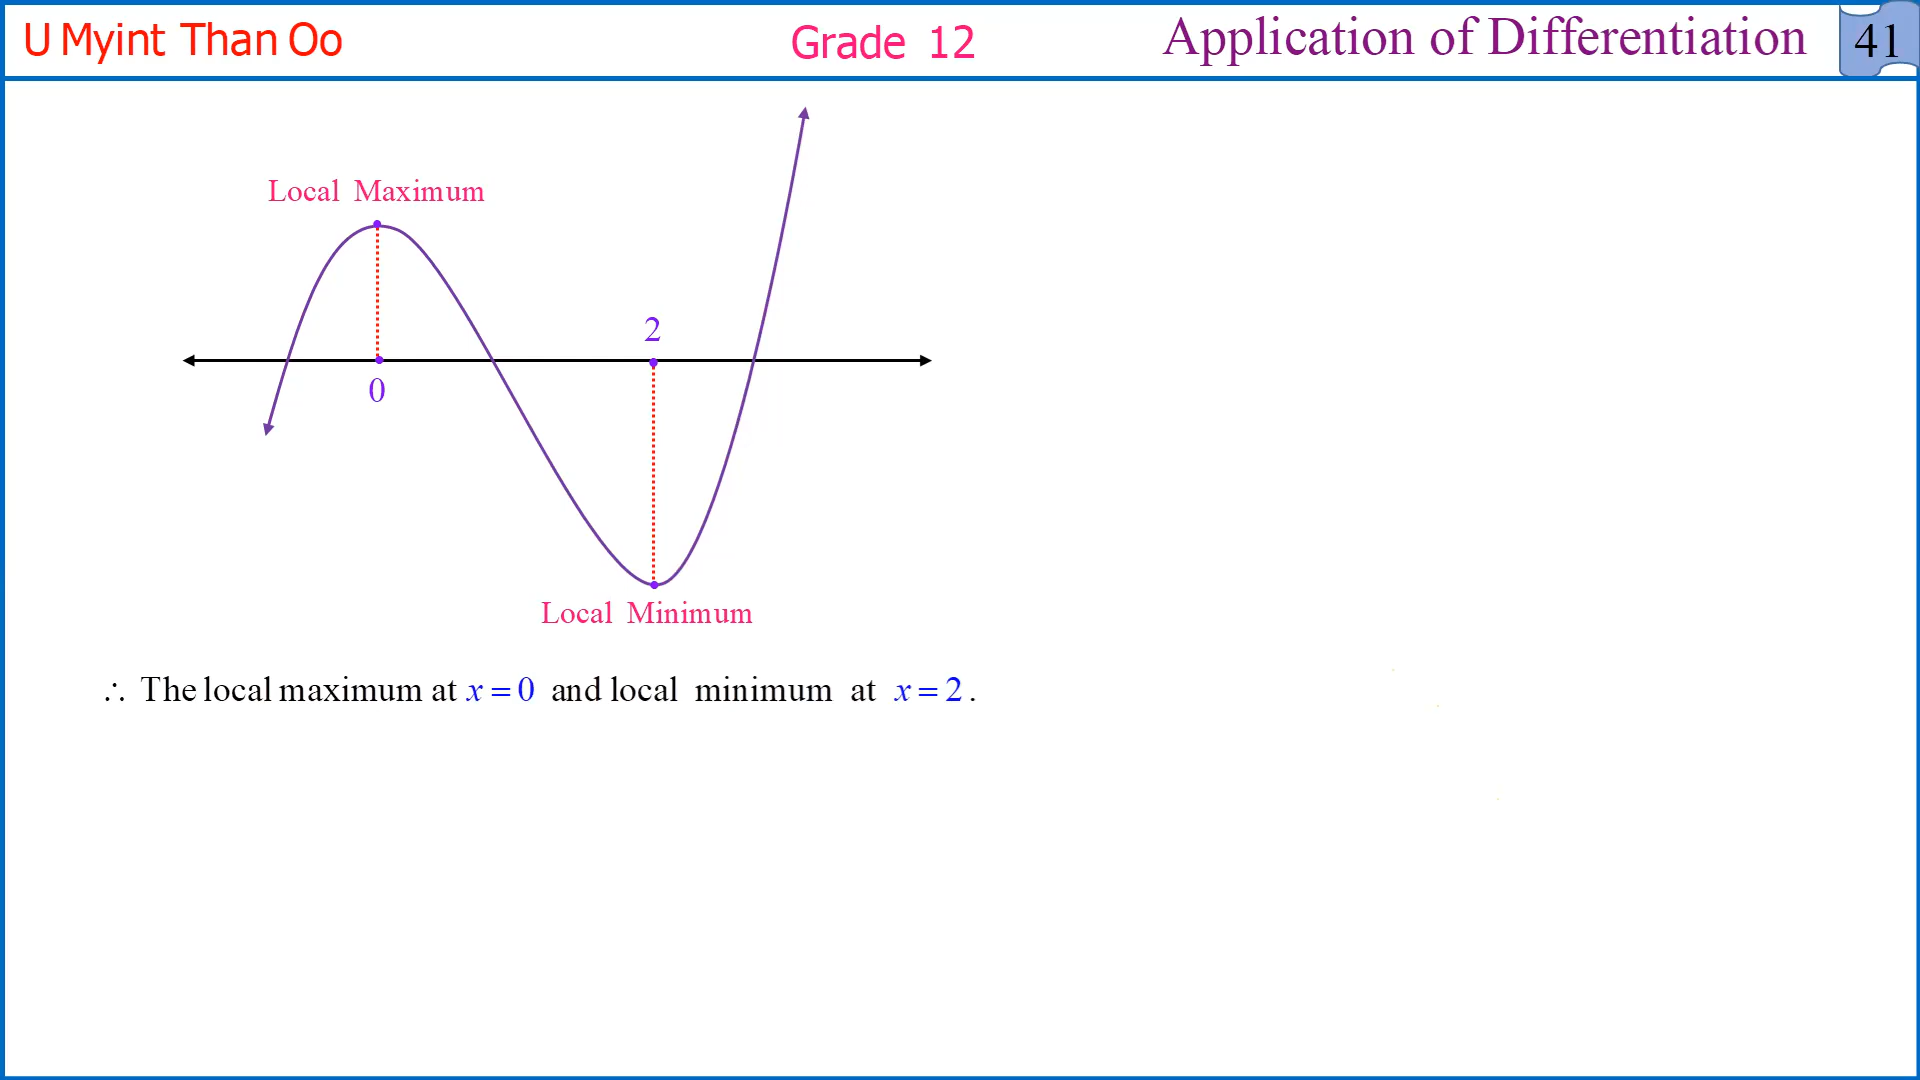 U Myint Than Oo Grade 12 Application of Differentiation 41
Local Maximum
2
0
Local Minimum
∴ The local maximum at x = 0 and local minimum at x = 2 .